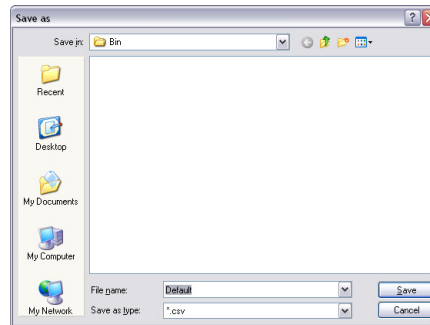 Save as
Save in:
Bin
Recent
Desktop
My Documents
My Computer
My Network
File name:
Default
Save
Save as type:
*.csv
Cancel